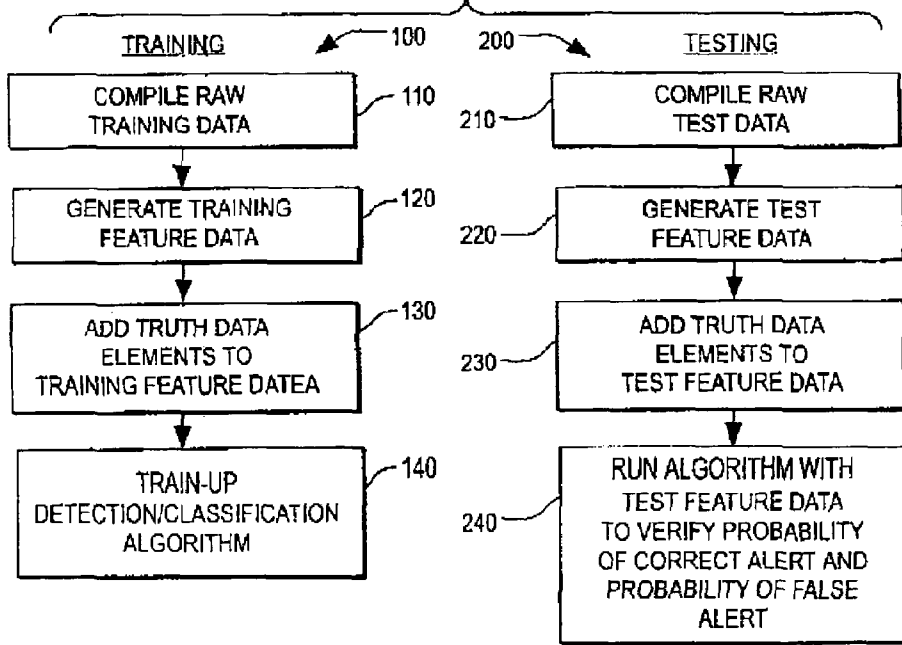 TRAINING
100
COMPILE RAW
TRAINING DATA
110
GENERATE TRAINING
FEATURE DATA
120
ADD TRUTH DATA
ELEMENTS TO
TRAINING FEATURE DATEA
130
TRAIN-UP
DETECTION/CLASSIFICATION
ALGORITHM
140
200
TESTING
210
COMPILE RAW
TEST DATA
220
GENERATE TEST
FEATURE DATA
230
ADD TRUTH DATA
ELEMENTS TO
TEST FEATURE DATA
240
RUN ALGORITHM WITH
TEST FEATURE DATA
TO VERIFY PROBABILITY
OF CORRECT ALERT AND
PROBABILITY OF FALSE
ALERT